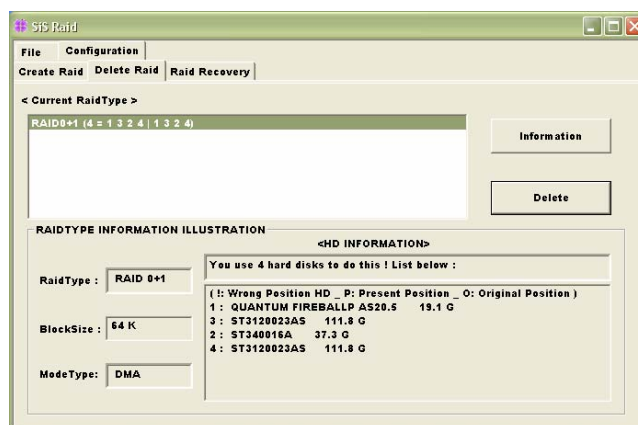 SiS Raid
File Configuration
Create Raid Delete Raid Raid Recovery
< Current RaidType >
RAID0+1 (4 = 1 3 2 4 | 1 3 2 4)
Information
Delete
RAIDTYPE INFORMATION ILLUSTRATION
<HD INFORMATION>
You use 4 hard disks to do this ! List below :
RaidType : RAID 0+1
( !: Wrong Position HD _ P: Present Position _ O: Original Position )
1 : QUANTUM FIREBALLP AS20.5 19.1 G
3 : ST3120023AS 111.8 G
BlockSize : 64 K
2 : ST340016A 37.3 G
4 : ST3120023AS 111.8 G
ModeType: DMA